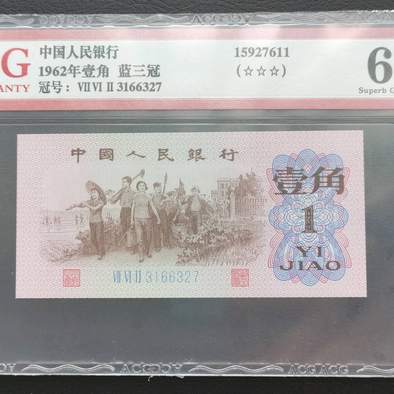 G
RANTY
中国人民银行
1962年壹角 蓝三冠
冠号：Ⅶ Ⅵ Ⅱ 3166327
15927611
(☆☆☆)
6
Superb G
中國人民銀行
壹角
1
YI
JIAO
Ⅶ Ⅵ Ⅱ 3166327
ACGDDY